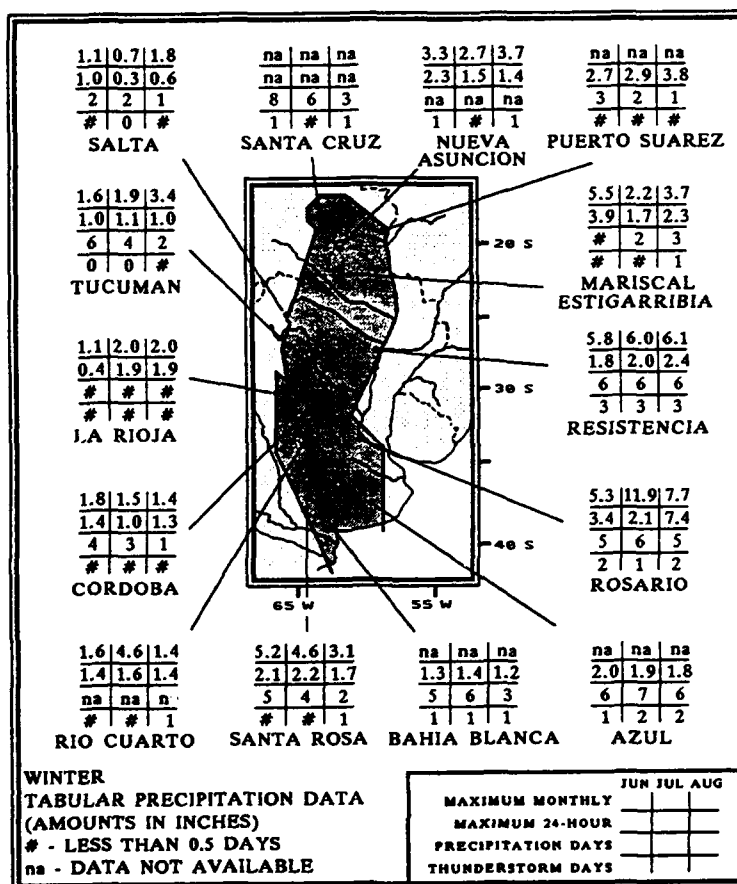 1.1 0.7 1.8
1.0 0.3 0.6
2 2 1
# 0 #
SALTA
na na na
na na na
8 6 3
1 # 1
SANTA CRUZ
3.3 2.7 3.7
2.3 1.5 1.4
na na na
1 # 1
NUEVA
ASUNCION
na na na
2.7 2.9 3.8
3 2 1
# # #
PUERTO SUAREZ
1.6 1.9 3.4
1.0 1.1 1.0
6 4 2
0 0 #
TUCUMAN
20 S
5.5 2.2 3.7
3.9 1.7 2.3
# 2 3
# # 1
MARISCAL
ESTIGARRIBIA
1.1 2.0 2.0
0.4 1.9 1.9
# # #
# # #
LA RIOJA
30 S
5.8 6.0 6.1
1.8 2.0 2.4
6 6 6
3 3 3
RESISTENCIA
1.8 1.5 1.4
1.4 1.0 1.3
4 3 1
# # #
CORDOBA
40 S
5.3 11.9 7.7
3.4 2.1 7.4
5 6 5
2 1 2
ROSARIO
65 W 55 W
1.6 4.6 1.4
1.4 1.6 1.4
na na n
# # 1
RIO CUARTO
5.2 4.6 3.1
2.1 2.2 1.7
5 4 2
# # 1
SANTA ROSA
na na na
1.3 1.4 1.2
5 6 3
1 1 1
BAHIA BLANCA
na na na
2.0 1.9 1.8
6 7 6
1 2 2
AZUL
WINTER
TABULAR PRECIPITATION DATA
(AMOUNTS IN INCHES)
# - LESS THAN 0.5 DAYS
na - DATA NOT AVAILABLE
JUN JUL AUG
MAXIMUM MONTHLY
MAXIMUM 24-HOUR
PRECIPITATION DAYS
THUNDERSTORM DAYS